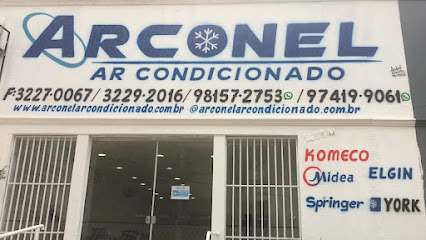 ARCONEL
AR CONDICIONADO
F:3227-0067/ 3229-2016/ 98157-2753 / 97419-9061
www.arconelarcondicionado.com.br @arconelarcondicionado.com.br
KOMECO
Midea ELGIN
Springer YORK